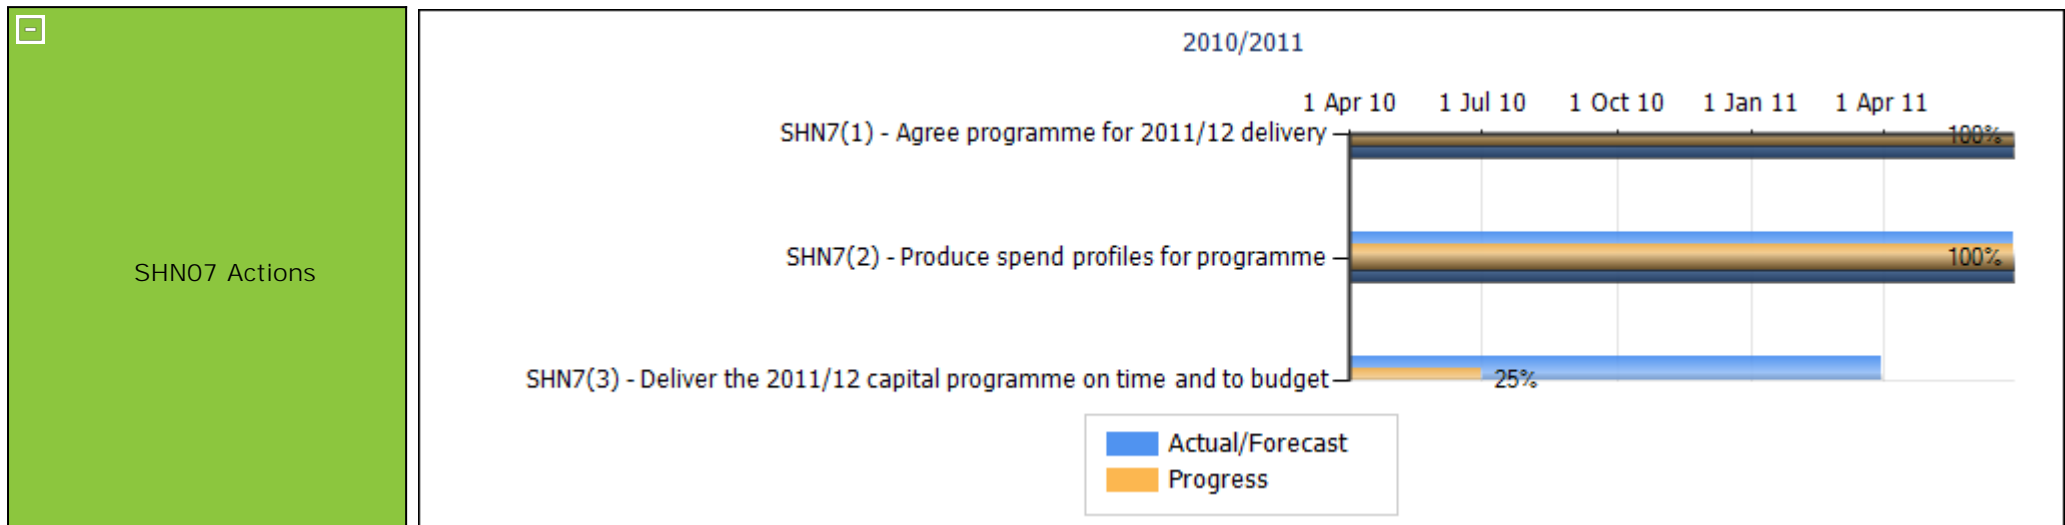 SHN07 Actions
2010/2011
1 Apr 10 1 Jul 10 1 Oct 10 1 Jan 11 1 Apr 11
SHN7(1) - Agree programme for 2011/12 delivery 100%
SHN7(2) - Produce spend profiles for programme 100%
SHN7(3) - Deliver the 2011/12 capital programme on time and to budget 25%
Actual/Forecast
Progress